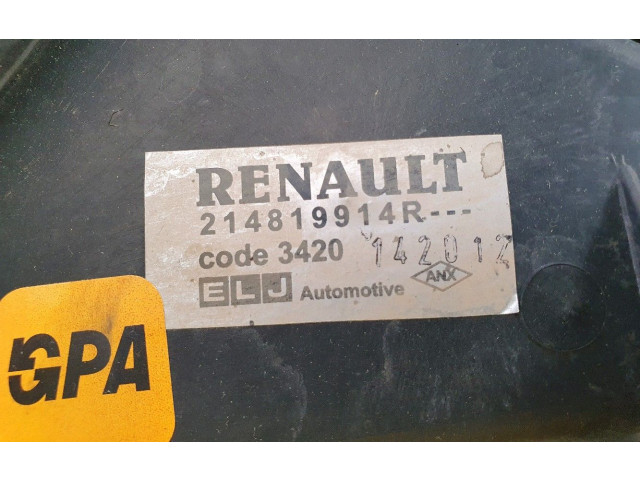 RENAULT
214819914R---
code 3420 142012
ELJ Automotive ANX
GPA